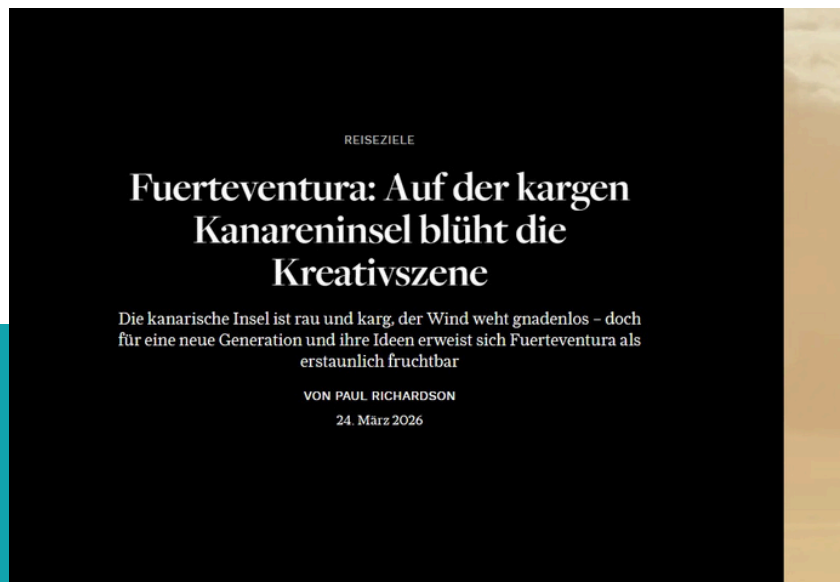 REISEZIELE
Fuerteventura: Auf der kargen
Kanareninsel blüht die
Kreativszene
Die kanarische Insel ist rau und karg, der Wind weht gnadenlos – doch
für eine neue Generation und ihre Ideen erweist sich Fuerteventura als
erstaunlich fruchtbar
VON PAUL RICHARDSON
24. März 2026